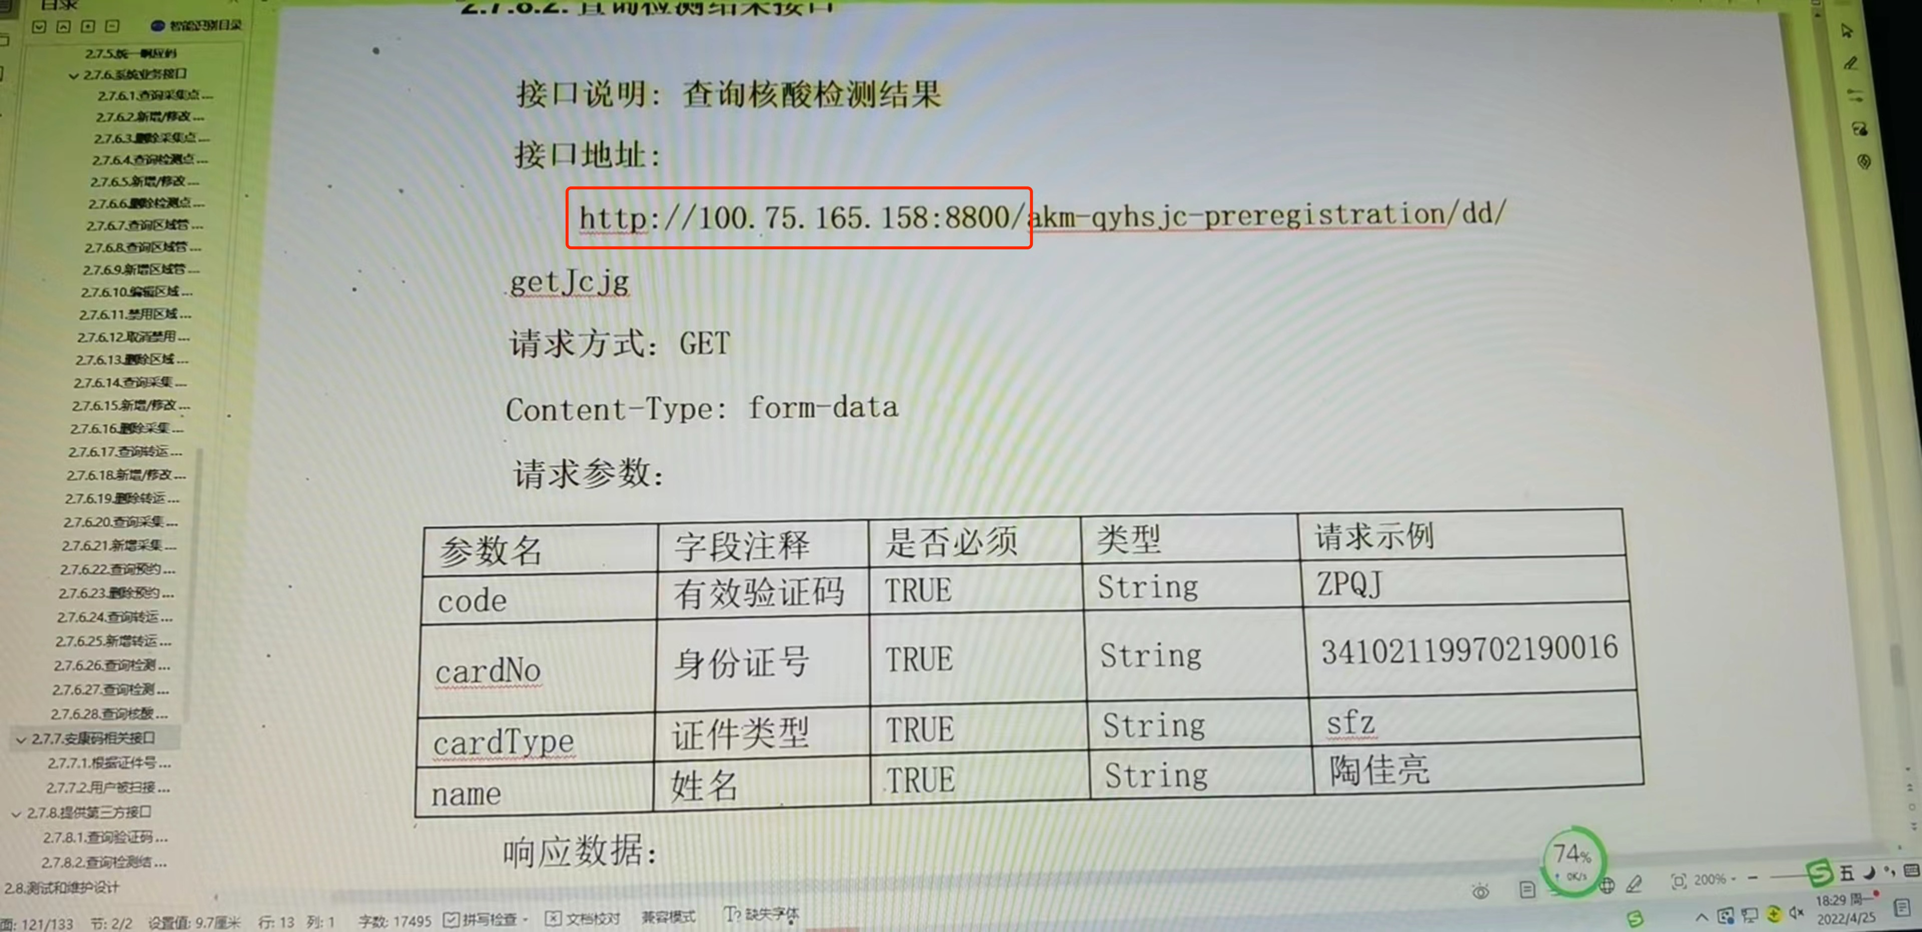 目录
智能识别目录
2.7.5.统一响应码
2.7.6.系统业务接口
2.7.6.1.查询采集点...
2.7.6.2.新增/修改...
2.7.6.3.删除采集点...
2.7.6.4.查询检测点...
2.7.6.5.新增/修改...
2.7.6.6.删除检测点...
2.7.6.7.查询区域管...
2.7.6.8.查询区域管...
2.7.6.9.新增区域管...
2.7.6.10.编辑区域...
2.7.6.11.禁用区域...
2.7.6.12.取消禁用...
2.7.6.13.删除区域...
2.7.6.14.查询采集...
2.7.6.15.新增/修改...
2.7.6.16.删除采集...
2.7.6.17.查询转运...
2.7.6.18.新增/修改...
2.7.6.19.删除转运...
2.7.6.20.查询采集...
2.7.6.21.新增采集...
2.7.6.22.查询预约...
2.7.6.23.删除预约...
2.7.6.24.查询转运...
2.7.6.25.新增转运...
2.7.6.26.查询检测...
2.7.6.27.查询检测...
2.7.6.28.查询核酸...
2.7.7.安康码相关接口
2.7.7.1.根据证件号...
2.7.7.2.用户被扫接...
2.7.8.提供第三方接口
2.7.8.1.查询验证码...
2.7.8.2.查询检测结...
2.8.测试和维护设计
2.7.8.2. 查询检测结果接口
接口说明: 查询核酸检测结果
接口地址:
http://100.75.165.158:8800/akm-qyhsjc-preregistration/dd/
getJcjg
请求方式: GET
Content-Type: form-data
请求参数:
参数名 字段注释 是否必须 类型 请求示例
code 有效验证码 TRUE String ZPQJ
cardNo 身份证号 TRUE String 341021199702190016
cardType 证件类型 TRUE String sfz
name 姓名 TRUE String 陶佳亮
响应数据:
74%
0K/s
200%
五
面: 121/133 节: 2/2 设置值: 9.7厘米 行: 13 列: 1 字数: 17495 拼写检查 文档校对 兼容模式 缺失字体
18:29 周一
2022/4/25